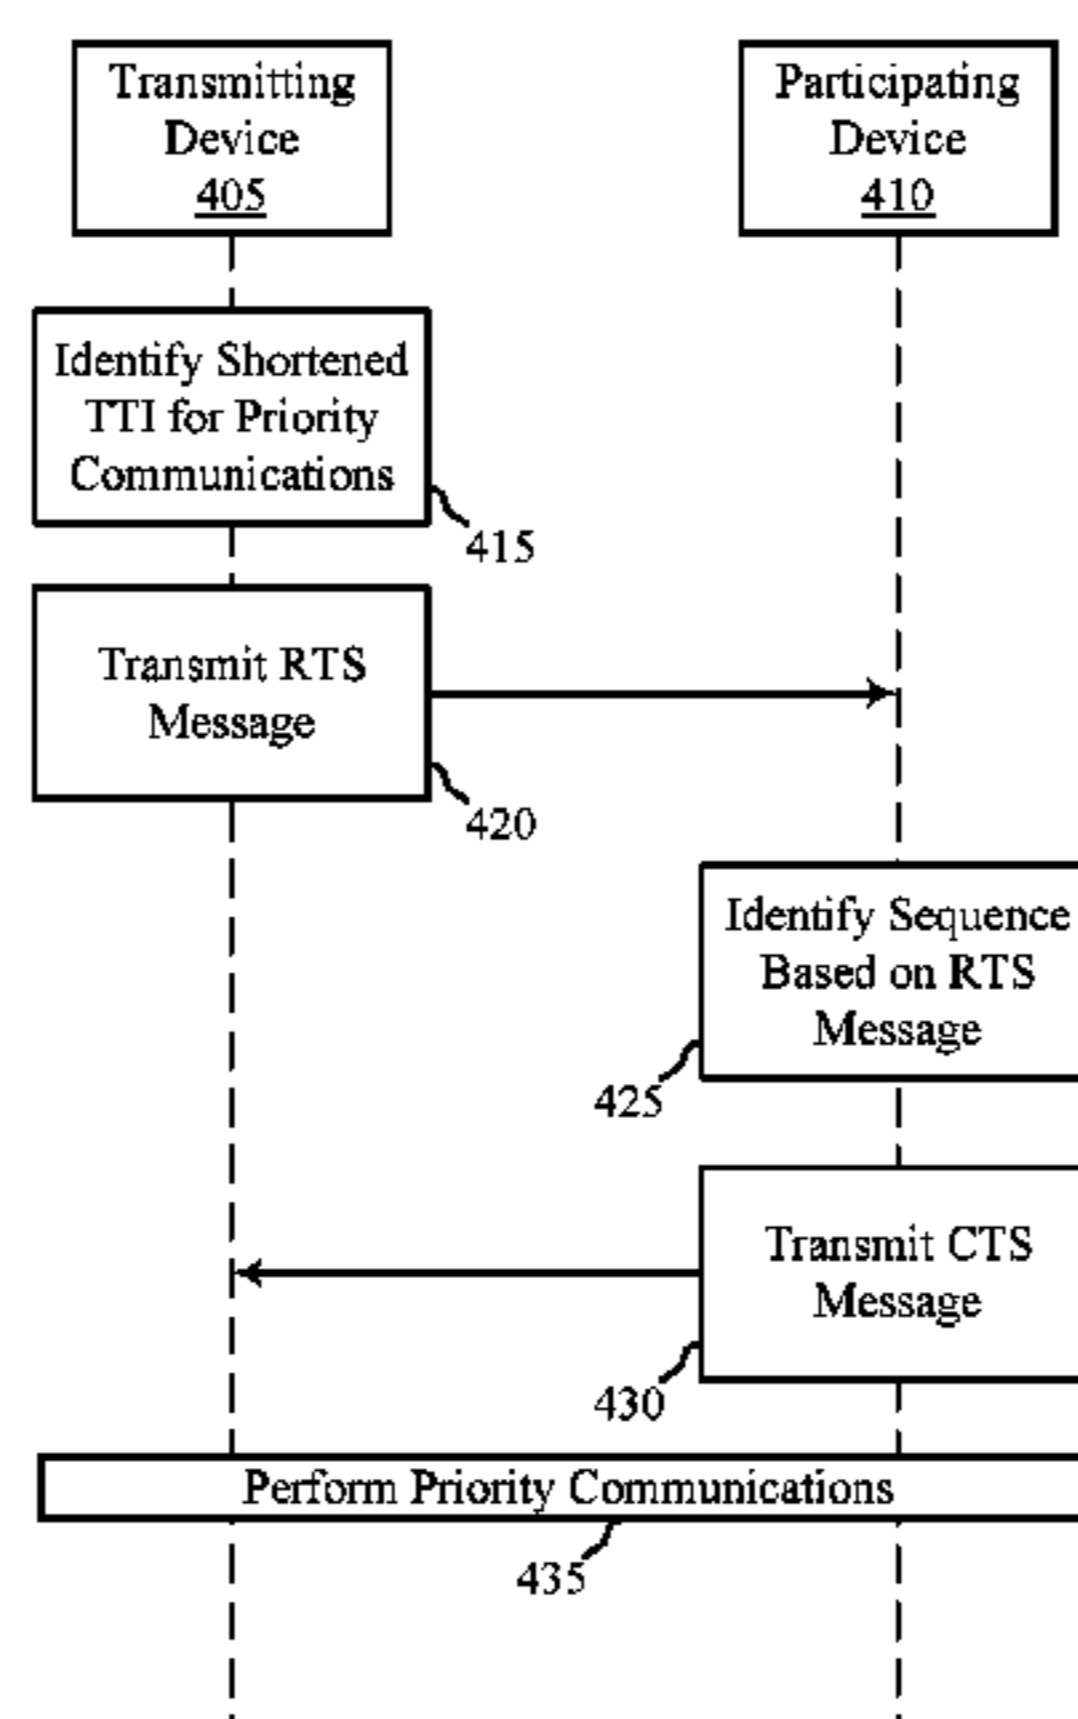 Transmitting
Device
405
Participating
Device
410
Identify Shortened
TTI for Priority
Communications
415
Transmit RTS
Message
420
Identify Sequence
Based on RTS
Message
425
Transmit CTS
Message
430
Perform Priority Communications
435